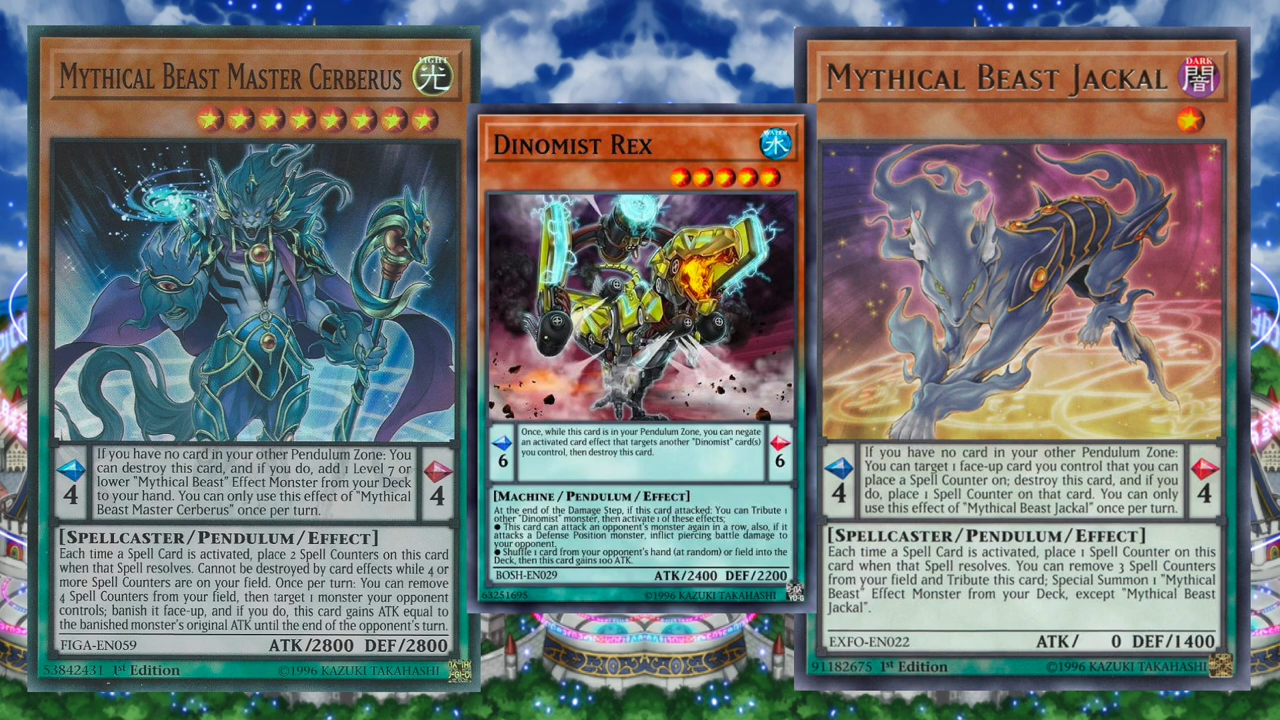 MYTHICAL BEAST MASTER CERBERUS
LIGHT
光
If you have no card in your other Pendulum Zone: You
can destroy this card, and if you do, add 1 Level 7 or
lower "Mythical Beast" Effect Monster from your Deck
to your hand. You can only use this effect of "Mythical
Beast Master Cerberus" once per turn.
4
4
[SPELLCASTER/PENDULUM/EFFECT]
Each time a Spell Card is activated, place 2 Spell Counters on this card
when that Spell resolves. Cannot be destroyed by card effects while 4 or
more Spell Counters are on your field. Once per turn: You can remove
4 Spell Counters from your field, then target 1 monster your opponent
controls; banish it face-up, and if you do, this card gains ATK equal to
the banished monster's original ATK until the end of the opponent's turn.
FIGA-EN059
ATK/2800 DEF/2800
53842431 1st Edition
©1996 KAZUKI TAKAHASHI
DINOMIST REX
WATER
水
Once, while this card is in your Pendulum Zone, you can negate
an activated card effect that targets another "Dinomist" card(s)
you control, then destroy this card.
6
6
[MACHINE/PENDULUM/EFFECT]
At the end of the Damage Step, if this card attacked: You can Tribute 1
other "Dinomist" monster, then activate 1 of these effects;
● This card can attack an opponent's monster again in a row, also, if it
attacks a Defense Position monster, inflict piercing battle damage to
your opponent.
● Shuffle 1 card from your opponent's hand (at random) or field into the
Deck, then this card gains 100 ATK.
BOSH-EN029
ATK/2400 DEF/2200
63251695
©1996 KAZUKI TAKAHASHI
MYTHICAL BEAST JACKAL
DARK
闇
If you have no card in your other Pendulum Zone:
You can target 1 face-up card you control that you can
place a Spell Counter on; destroy this card, and if you
do, place 1 Spell Counter on that card. You can only
use this effect of "Mythical Beast Jackal" once per turn.
4
4
[SPELLCASTER/PENDULUM/EFFECT]
Each time a Spell Card is activated, place 1 Spell Counter on this
card when that Spell resolves. You can remove 3 Spell Counters
from your field and Tribute this card; Special Summon 1 "Mythical
Beast" Effect Monster from your Deck, except "Mythical Beast
Jackal".
EXFO-EN022
ATK/ 0 DEF/1400
91182675 1st Edition
©1996 KAZUKI TAKAHASHI